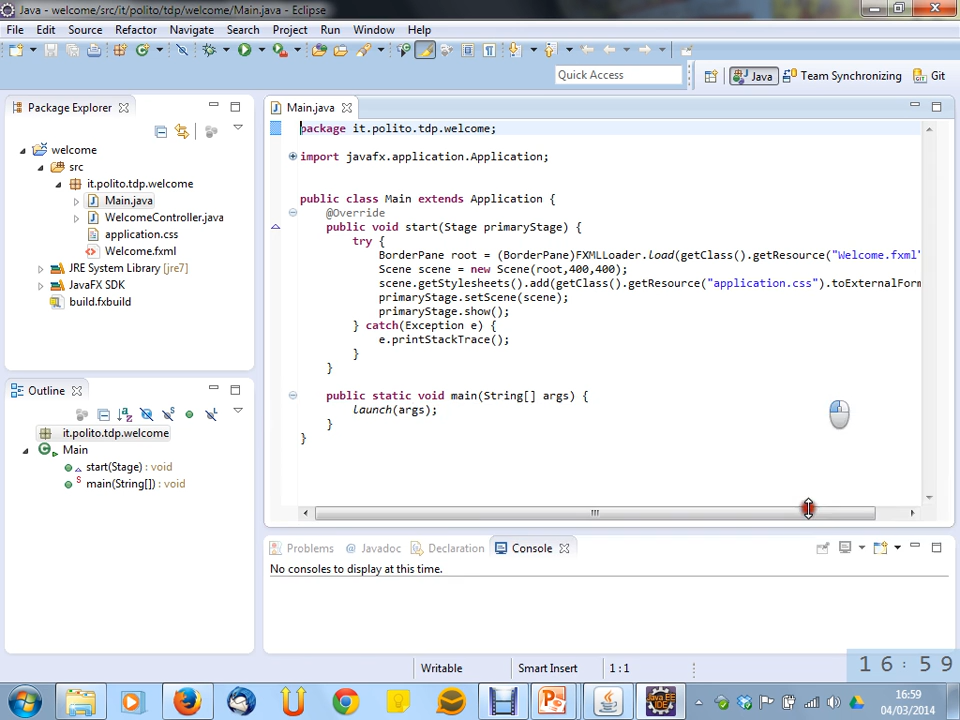 Java - welcome/src/it/polito/tdp/welcome/Main.java - Eclipse
File Edit Source Refactor Navigate Search Project Run Window Help
Quick Access
Java
Team Synchronizing
Git
Package Explorer
welcome
src
it.polito.tdp.welcome
Main.java
WelcomeController.java
application.css
Welcome.fxml
JRE System Library [jre7]
JavaFX SDK
build.fxbuild
Outline
it.polito.tdp.welcome
Main
start(Stage) : void
main(String[]) : void
Main.java
package it.polito.tdp.welcome;
import javafx.application.Application;
public class Main extends Application {
@Override
public void start(Stage primaryStage) {
try {
BorderPane root = (BorderPane)FXMLLoader.load(getClass().getResource("Welcome.fxml"
Scene scene = new Scene(root,400,400);
scene.getStylesheets().add(getClass().getResource("application.css").toExternalForm
primaryStage.setScene(scene);
primaryStage.show();
} catch(Exception e) {
e.printStackTrace();
}
}
public static void main(String[] args) {
launch(args);
}
}
Problems
Javadoc
Declaration
Console
No consoles to display at this time.
Writable
Smart Insert
1 : 1
16:59
16:59
04/03/2014